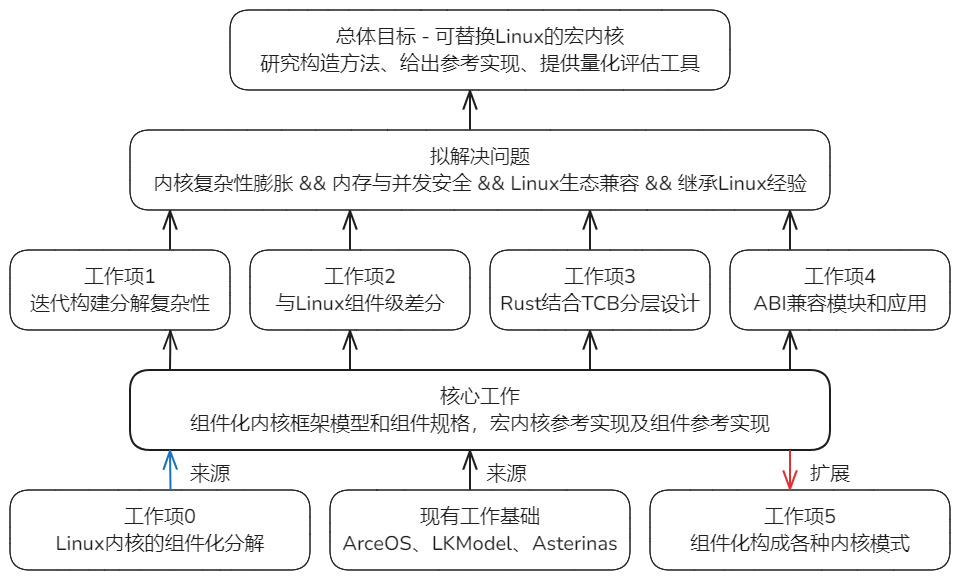 总体目标 - 可替换Linux的宏内核
研究构造方法、给出参考实现、提供量化评估工具
拟解决问题
内核复杂性膨胀 && 内存与并发安全 && Linux生态兼容 && 继承Linux经验
工作项1
迭代构建分解复杂性
工作项2
与Linux组件级差分
工作项3
Rust结合TCB分层设计
工作项4
ABI兼容模块和应用
核心工作
组件化内核框架模型和组件规格，宏内核参考实现及组件参考实现
来源
来源
扩展
工作项0
Linux内核的组件化分解
现有工作基础
ArceOS、LKModel、Asterinas
工作项5
组件化构成各种内核模式